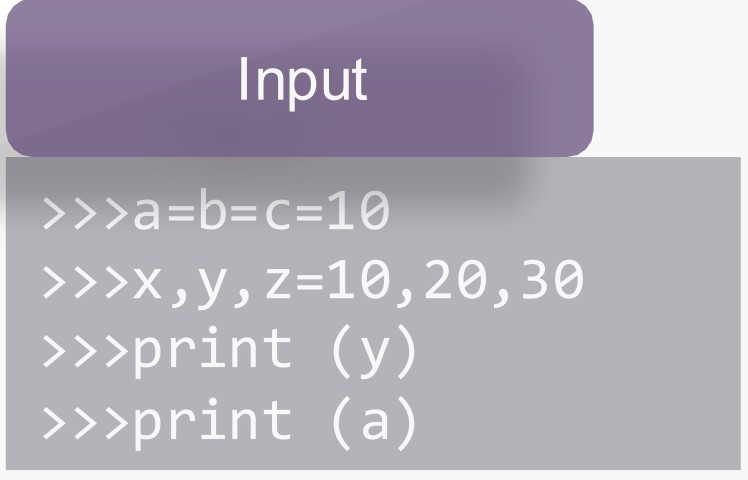 Input
>>>a=b=c=10
>>>x,y,z=10,20,30
>>>print (y)
>>>print (a)